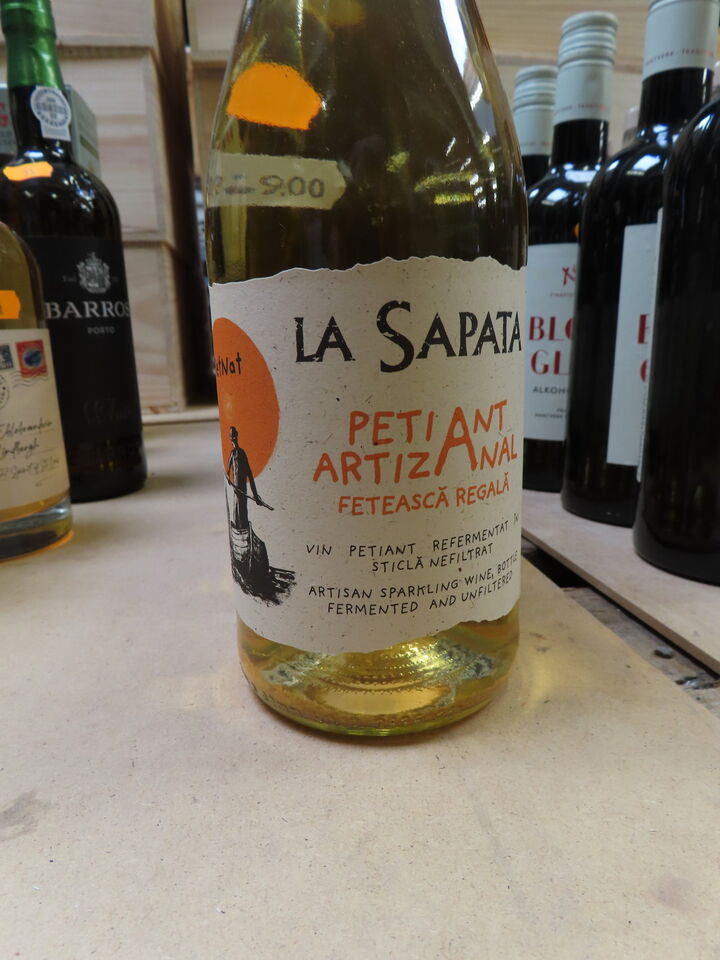 9.00
LA SAPATA
PetNat
PETIANT
ARTIZANAL
FETEASCĂ REGALĂ
VIN PETIANT REFERMENTAT ÎN
STICLĂ NEFILTRAT
ARTISAN SPARKLING WINE, BOTTLE
FERMENTED AND UNFILTERED
BARROS
PORTO